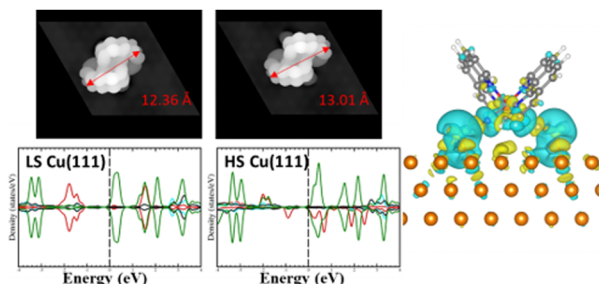 12.36 Å
13.01 Å
LS Cu(111)
HS Cu(111)
Density (states/eV)
Density (states/eV)
Energy (eV)
Energy (eV)